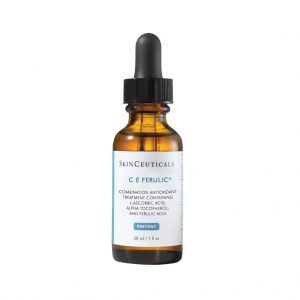 SKINCEUTICALS
C E FERULIC®
COMBINATION ANTIOXIDANT
TREATMENT CONTAINING
L-ASCORBIC ACID,
ALPHA TOCOPHEROL,
AND FERULIC ACID
PREVENT
30 ml / 1 fl oz